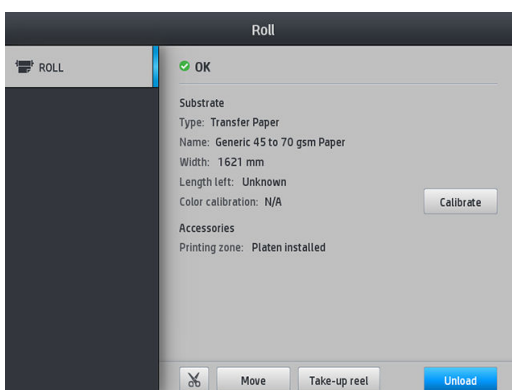 Roll
ROLL
OK
Substrate
Type: Transfer Paper
Name: Generic 45 to 70 gsm Paper
Width: 1621 mm
Length left: Unknown
Color calibration: N/A
Calibrate
Accessories
Printing zone: Platen installed
Move
Take-up reel
Unload